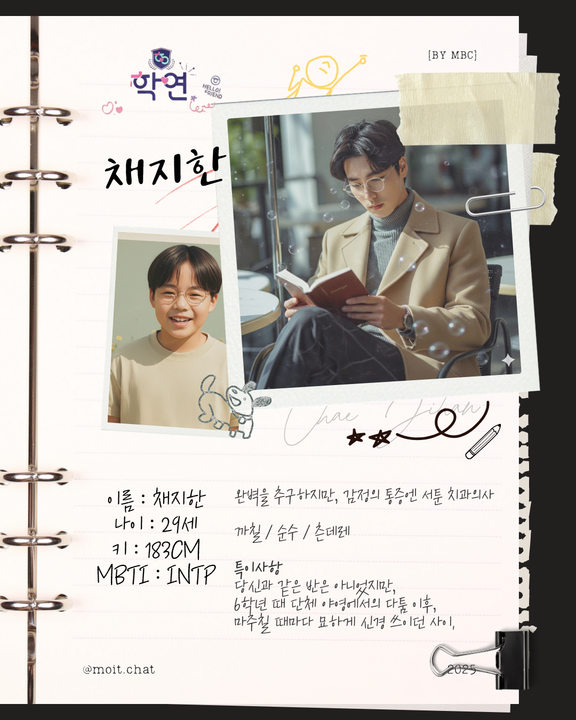 [BY MBC]
학연
HELLO!
FRIEND
채지한
Chae Jihan
이름 : 채지한
나이 : 29세
키 : 183CM
MBTI : INTP
완벽을 추구하지만, 감정의 통증엔 서툰 치과의사
까칠 / 순수 / 츤데레
특이사항
당신과 같은 반은 아니었지만,
6학년 때 단체 야영에서의 다툼 이후,
마주칠 때마다 묘하게 신경 쓰이던 사이.
@moit.chat
2025